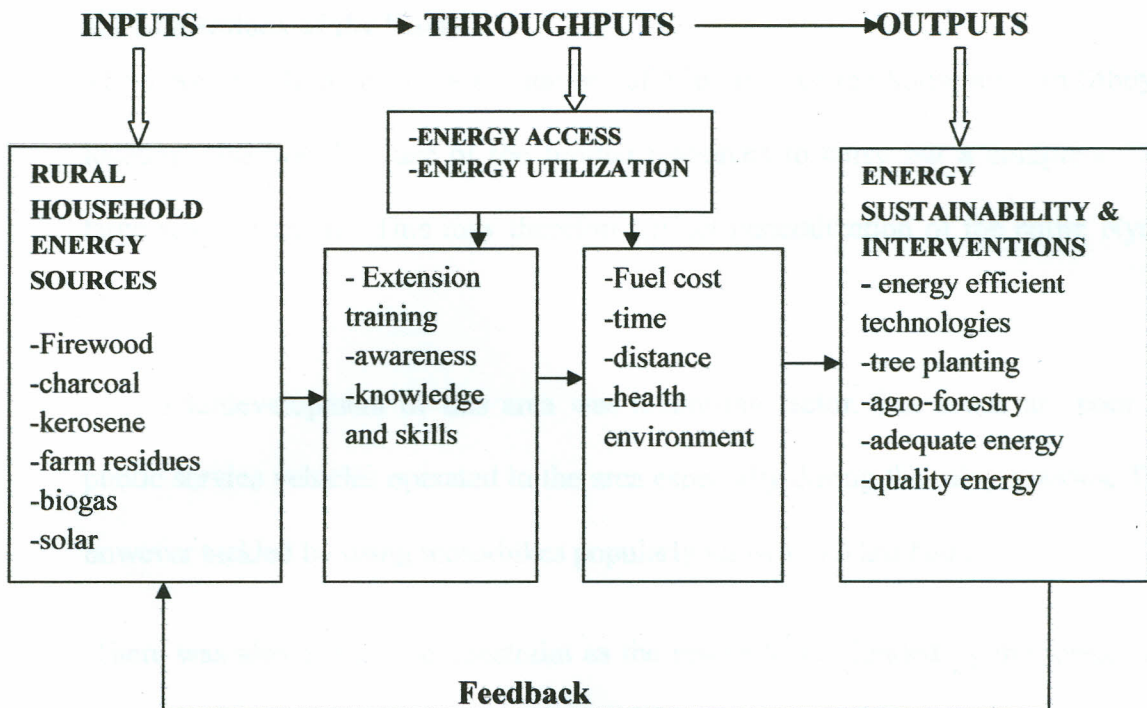 INPUTS THROUGHPUTS OUTPUTS
-ENERGY ACCESS
-ENERGY UTILIZATION
RURAL
HOUSEHOLD
ENERGY
SOURCES
-Firewood
-charcoal
-kerosene
-farm residues
-biogas
-solar
- Extension
training
-awareness
-knowledge
and skills
-Fuel cost
-time
-distance
-health
environment
ENERGY
SUSTAINABILITY &
INTERVENTIONS
- energy efficient
technologies
-tree planting
-agro-forestry
-adequate energy
-quality energy
Feedback